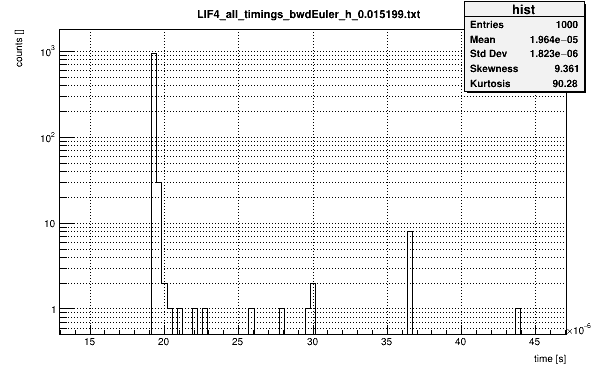 LIF4_all_timings_bwdEuler_h_0.015199.txt
hist
Entries 1000
Mean 1.964e−05
Std Dev 1.823e−06
Skewness 9.361
Kurtosis 90.28
counts []
10³
10²
10
1
15 20 25 30 35 40 45
×10⁻⁶
time [s]